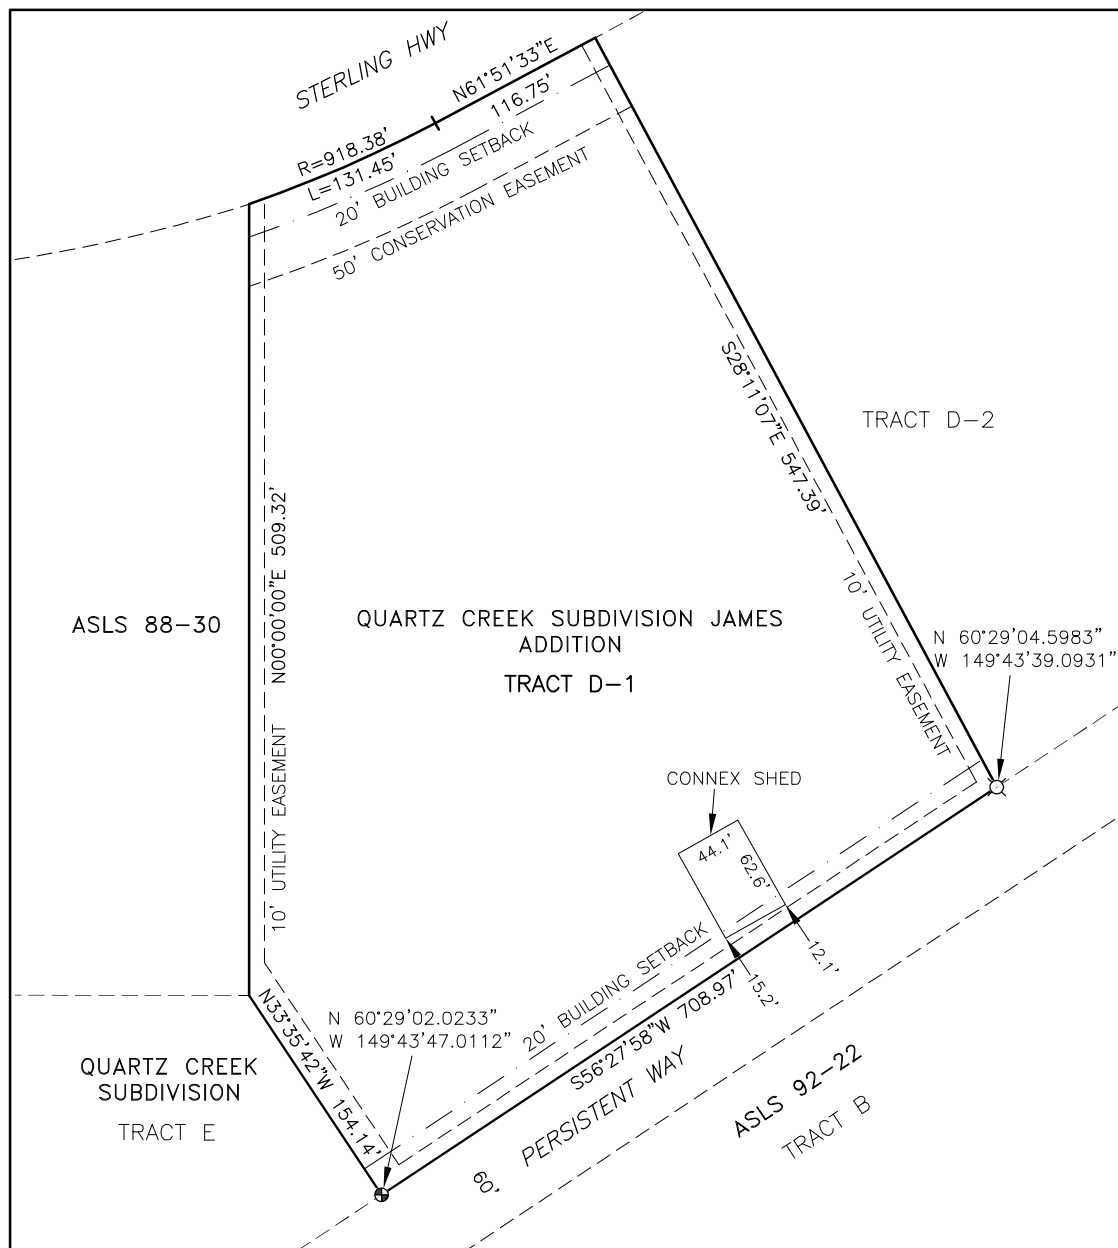 STERLING HWY
N61°51'33"E
116.75'
R=918.38'
L=131.45'
20' BUILDING SETBACK
50' CONSERVATION EASEMENT
S28°11'07"E 547.39'
TRACT D-2
N00°00'00"E 509.32'
ASLS 88-30
QUARTZ CREEK SUBDIVISION JAMES
ADDITION
TRACT D-1
10' UTILITY EASEMENT
N 60°29'04.5983"
W 149°43'39.0931"
10' UTILITY EASEMENT
CONNEX SHED
44.1'
62.6'
12.1'
15.2'
20' BUILDING SETBACK
S56°27'58"W 708.97'
N33°35'42"W 154.14'
N 60°29'02.0233"
W 149°43'47.0112"
QUARTZ CREEK
SUBDIVISION
TRACT E
60'
PERSISTENT WAY
ASLS 92-22
TRACT B